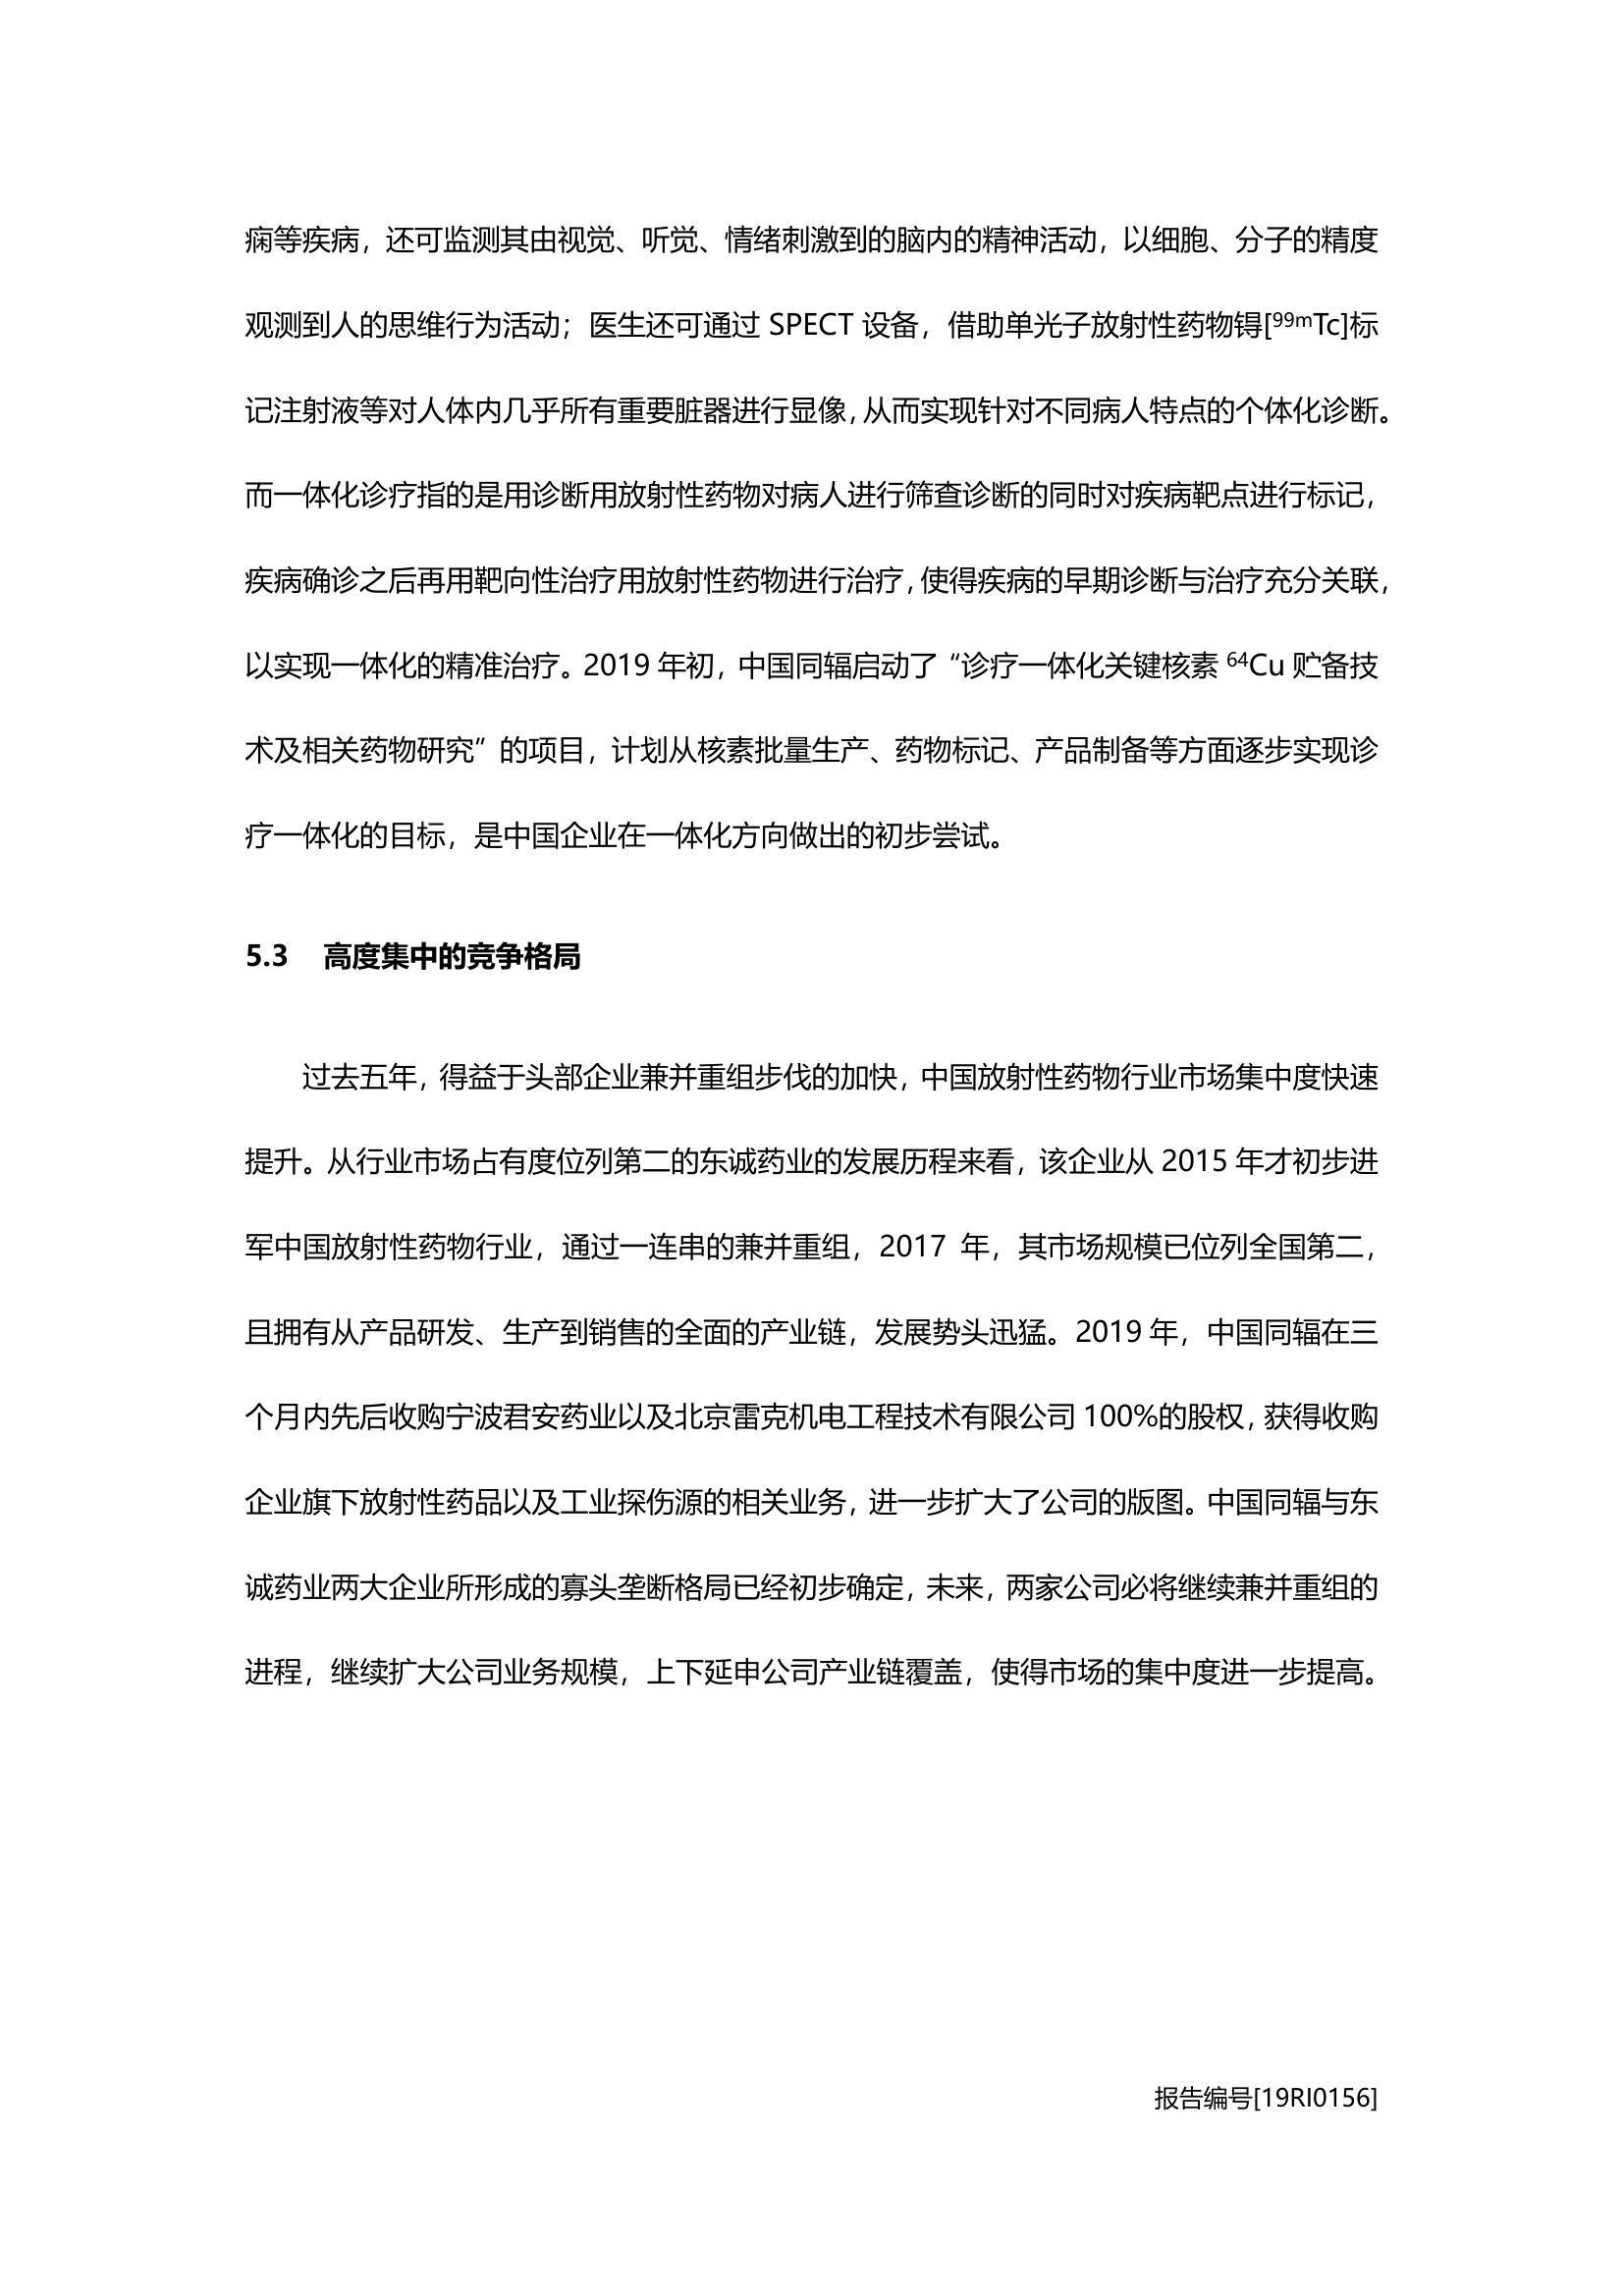 痫等疾病，还可监测其由视觉、听觉、情绪刺激到的脑内的精神活动，以细胞、分子的精度
观测到人的思维行为活动；医生还可通过 SPECT 设备，借助单光子放射性药物锝[⁹⁹ᵐTc]标
记注射液等对人体内几乎所有重要脏器进行显像，从而实现针对不同病人特点的个体化诊断。
而一体化诊疗指的是用诊断用放射性药物对病人进行筛查诊断的同时对疾病靶点进行标记，
疾病确诊之后再用靶向性治疗用放射性药物进行治疗，使得疾病的早期诊断与治疗充分关联，
以实现一体化的精准治疗。2019 年初，中国同辐启动了“诊疗一体化关键核素 ⁶⁴Cu 贮备技
术及相关药物研究”的项目，计划从核素批量生产、药物标记、产品制备等方面逐步实现诊
疗一体化的目标，是中国企业在一体化方向做出的初步尝试。
5.3 高度集中的竞争格局
过去五年，得益于头部企业兼并重组步伐的加快，中国放射性药物行业市场集中度快速
提升。从行业市场占有度位列第二的东诚药业的发展历程来看，该企业从 2015 年才初步进
军中国放射性药物行业，通过一连串的兼并重组，2017 年，其市场规模已位列全国第二，
且拥有从产品研发、生产到销售的全面的产业链，发展势头迅猛。2019 年，中国同辐在三
个月内先后收购宁波君安药业以及北京雷克机电工程技术有限公司 100%的股权，获得收购
企业旗下放射性药品以及工业探伤源的相关业务，进一步扩大了公司的版图。中国同辐与东
诚药业两大企业所形成的寡头垄断格局已经初步确定，未来，两家公司必将继续兼并重组的
进程，继续扩大公司业务规模，上下延申公司产业链覆盖，使得市场的集中度进一步提高。
报告编号[19RI0156]